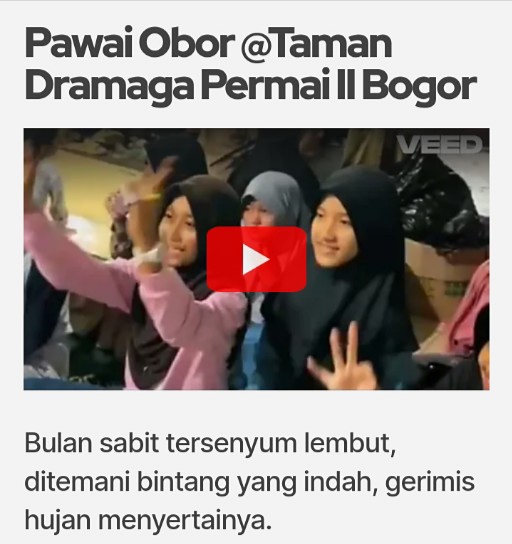 Pawai Obor @Taman
Dramaga Permai II Bogor
VEED
Bulan sabit tersenyum lembut,
ditemani bintang yang indah, gerimis
hujan menyertainya.